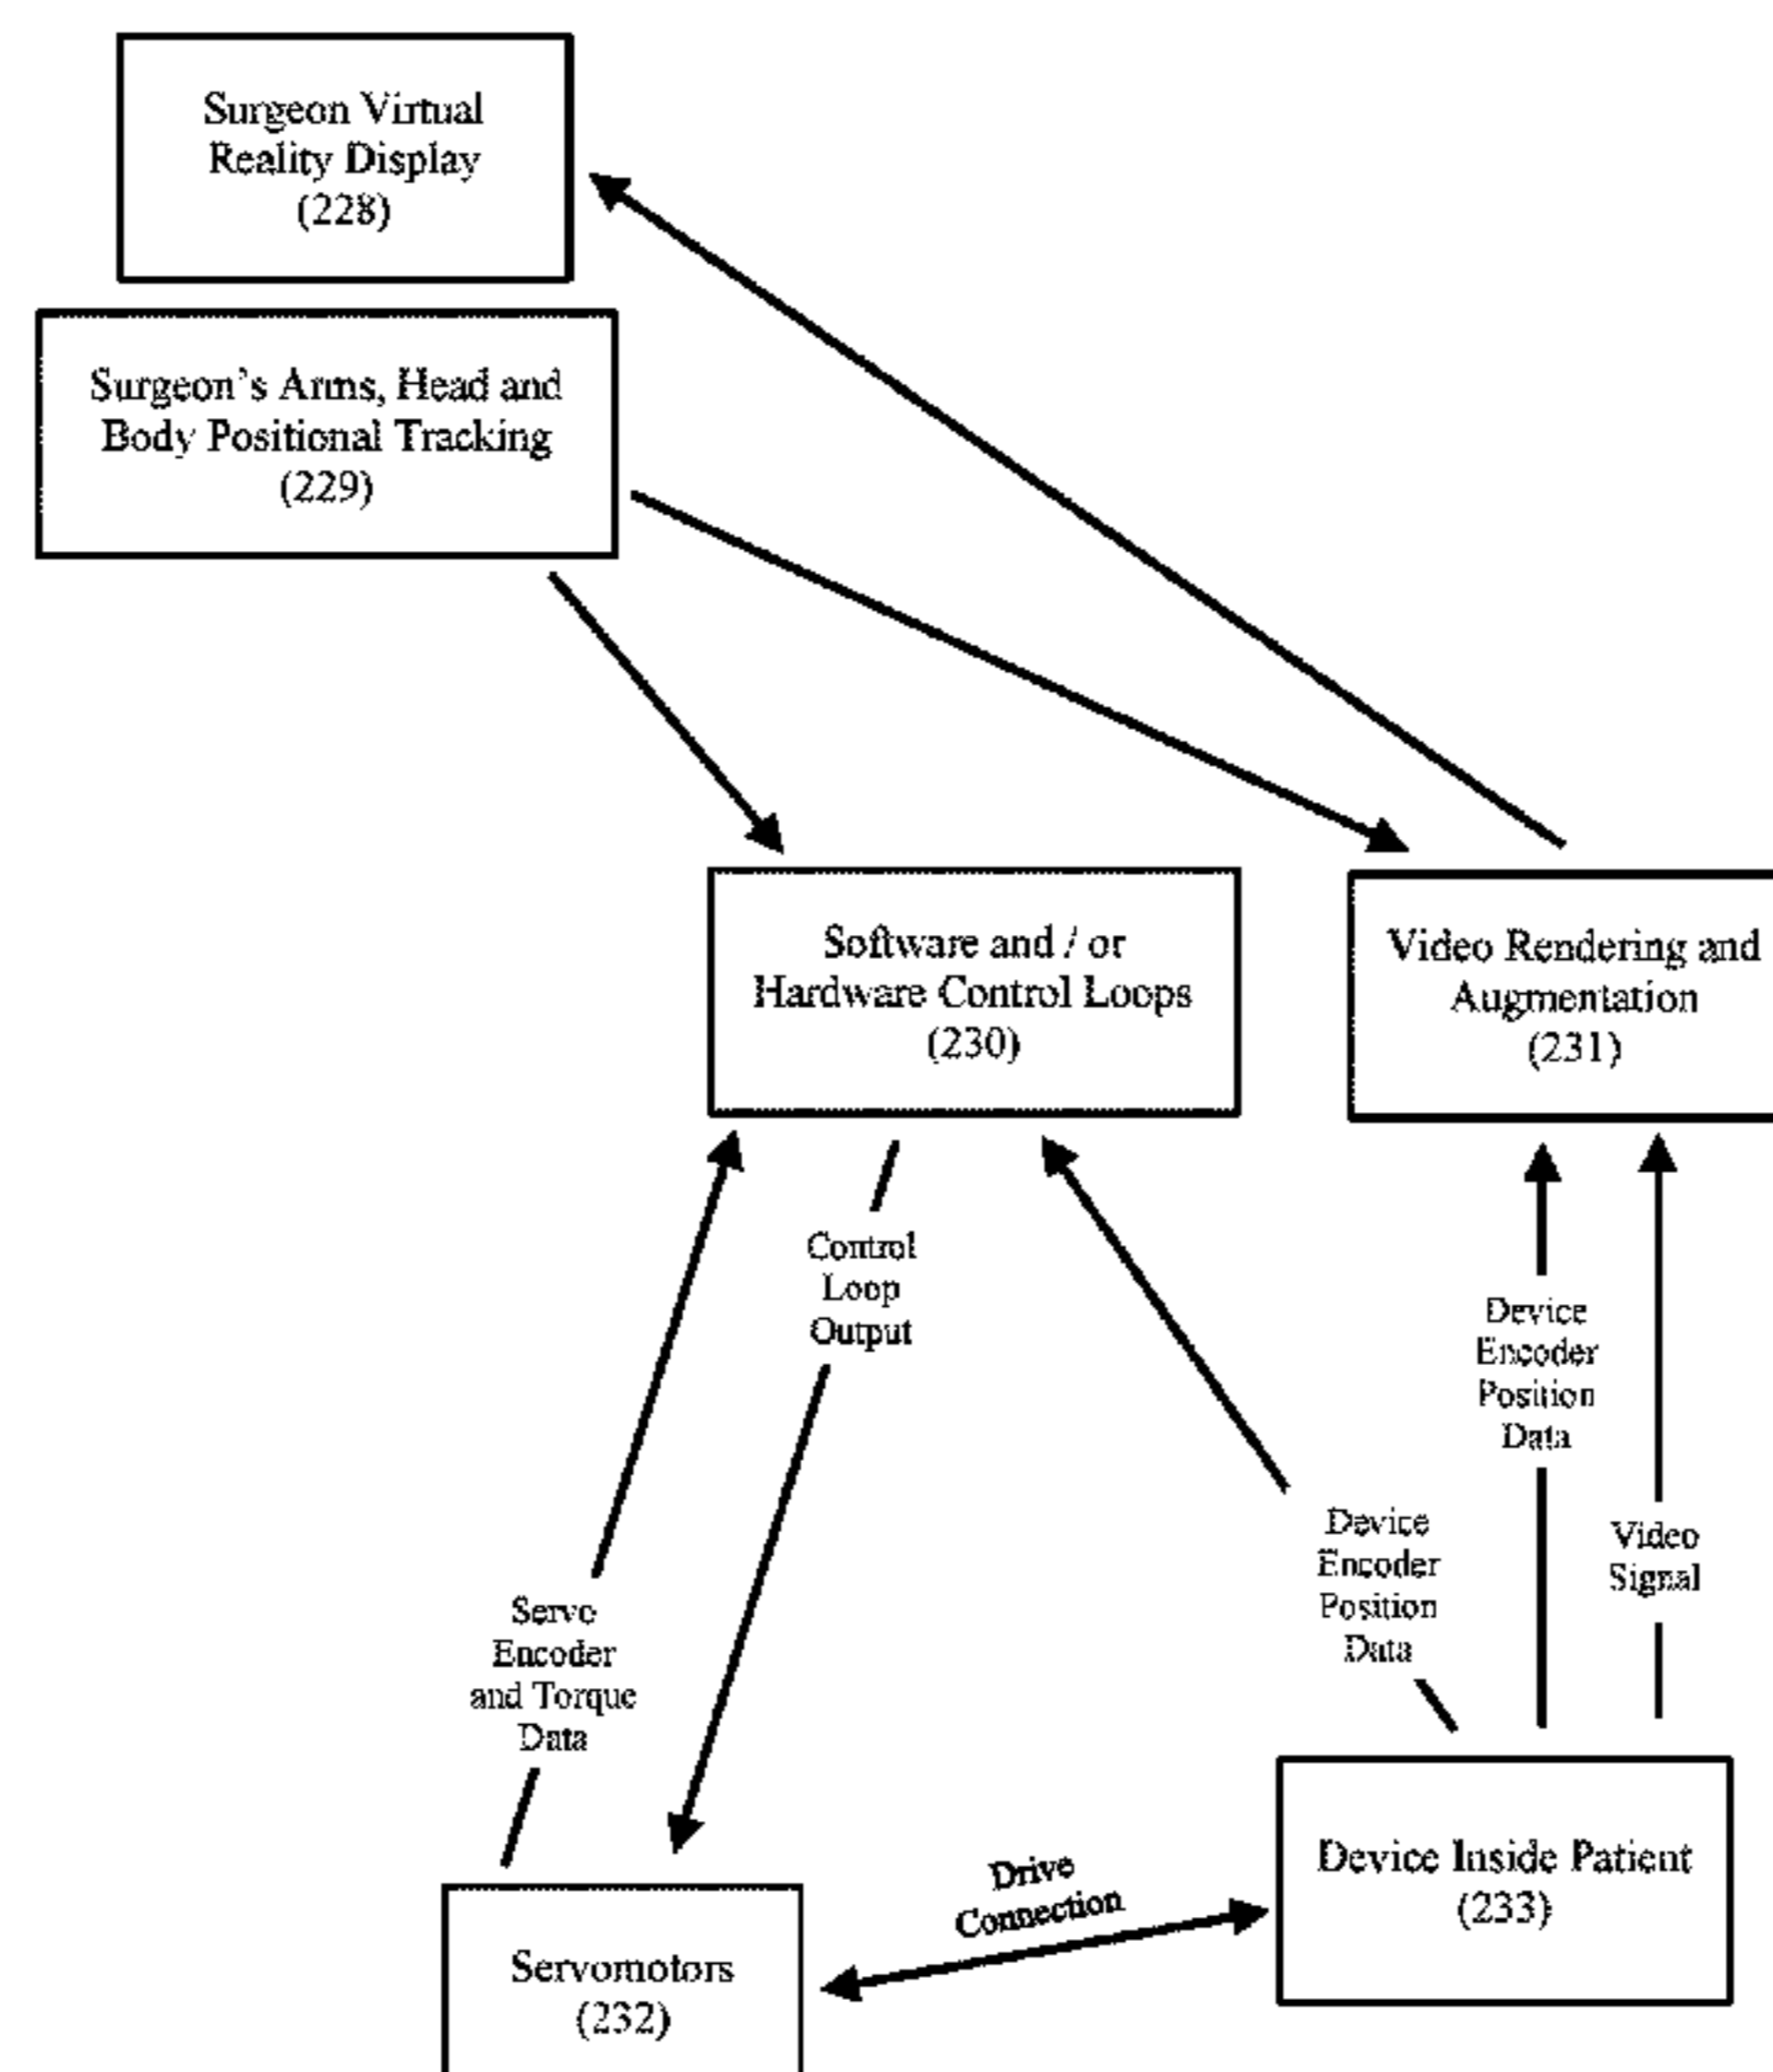 Surgeon Virtual
Reality Display
(228)
Surgeon's Arms, Head and
Body Positional Tracking
(229)
Software and / or
Hardware Control Loops
(230)
Video Rendering and
Augmentation
(231)
Control
Loop
Output
Device
Encoder
Position
Data
Device
Encoder
Position
Data
Video
Signal
Servo
Encoder
and Torque
Data
Drive
Connection
Device Inside Patient
(233)
Servomotors
(232)